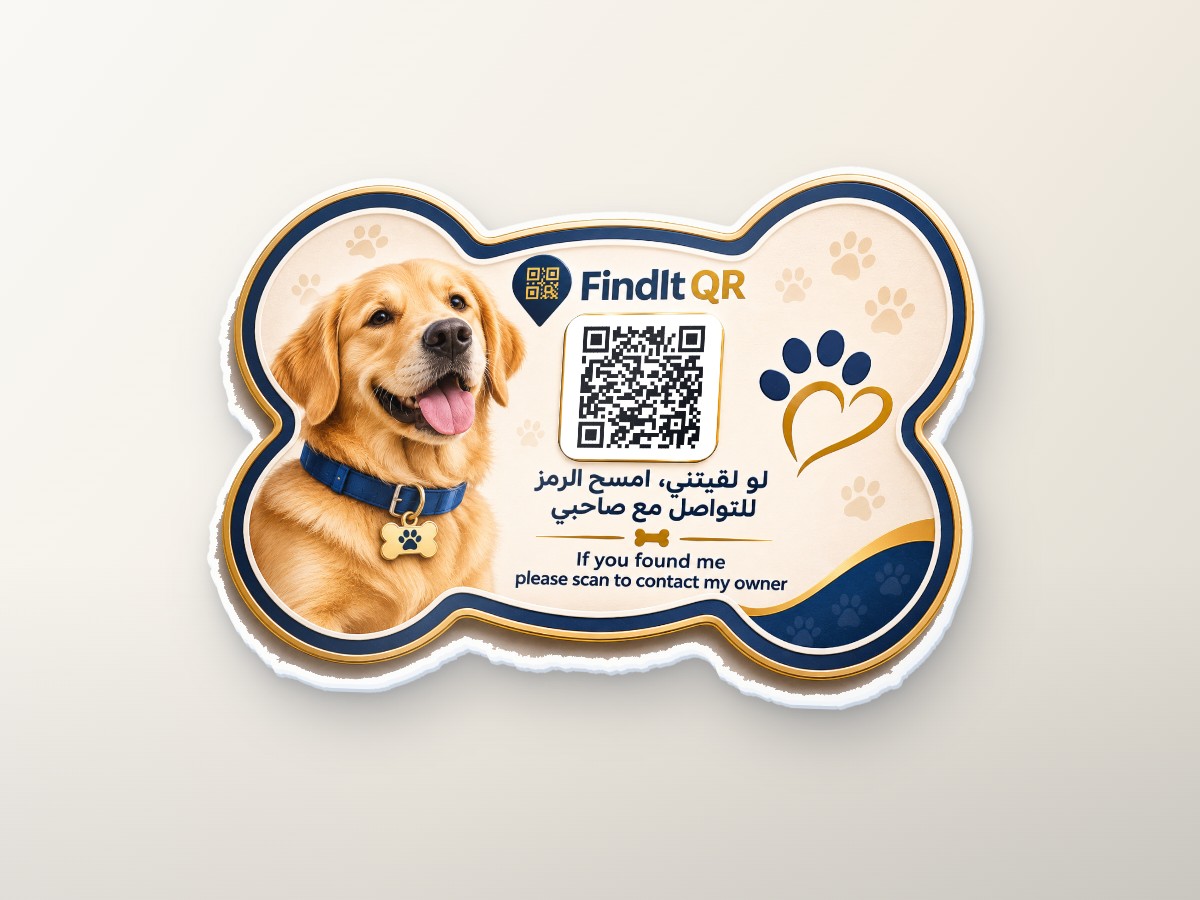 FindIt QR
لو لقيتني، امسح الرمز
للتواصل مع صاحبي
If you found me
please scan to contact my owner